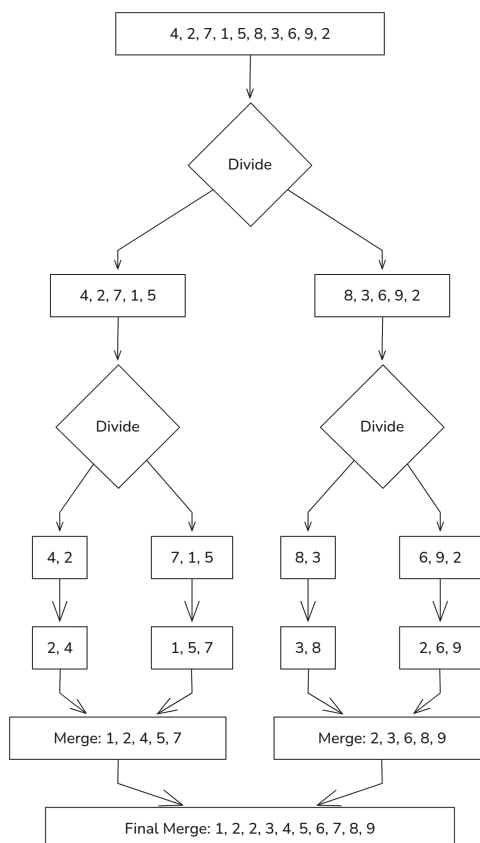 4, 2, 7, 1, 5, 8, 3, 6, 9, 2
Divide
4, 2, 7, 1, 5
8, 3, 6, 9, 2
Divide
Divide
4, 2
7, 1, 5
8, 3
6, 9, 2
2, 4
1, 5, 7
3, 8
2, 6, 9
Merge: 1, 2, 4, 5, 7
Merge: 2, 3, 6, 8, 9
Final Merge: 1, 2, 2, 3, 4, 5, 6, 7, 8, 9